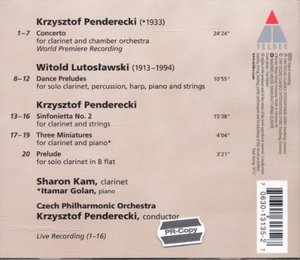 Krzysztof Penderecki (*1933)
1–7 Concerto 24'24"
for clarinet and chamber orchestra
World Premiere Recording
Witold Lutosławski (1913–1994)
8–12 Dance Preludes 10'55"
for solo clarinet, percussion, harp, piano and strings
Krzysztof Penderecki
13–16 Sinfonietta No. 2 15'38"
for clarinet and strings
17–19 Three Miniatures 4'04"
for clarinet and piano*
20 Prelude 3'21"
for solo clarinet in B flat
Sharon Kam, clarinet
*Itamar Golan, piano
Czech Philharmonic Orchestra
Krzysztof Penderecki, conductor
Live Recording (1–16)
PR-Copy
TELDEC
7 06301-3135-2 7